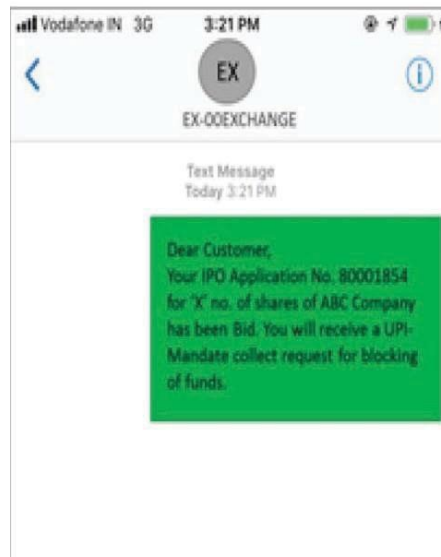 Vodafone IN 3G 3:21 PM
EX
EX-00EXCHANGE
Text Message
Today 3:21 PM
Dear Customer,
Your IPO Application No. 80001854
for 'X' no. of shares of ABC Company
has been Bid. You will receive a UPI-
Mandate collect request for blocking
of funds.